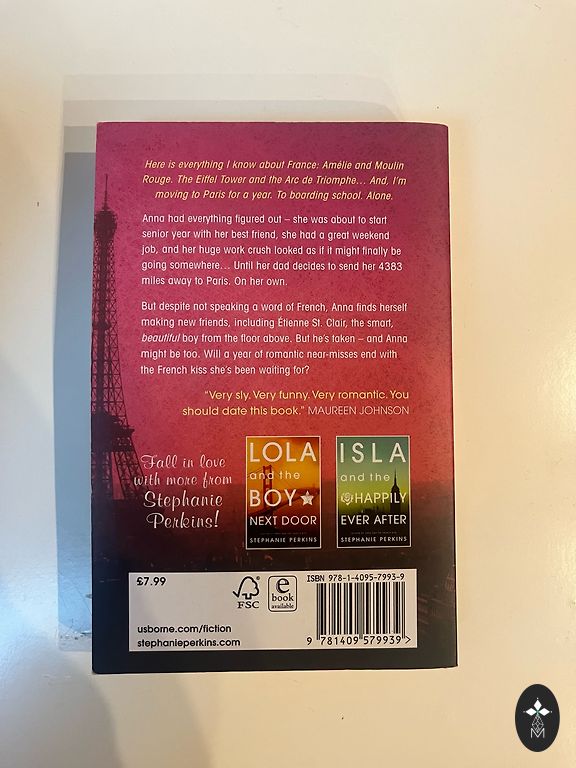 Here is everything I know about France: Amélie and Moulin
Rouge. The Eiffel Tower and the Arc de Triomphe... And, I'm
moving to Paris for a year. To boarding school. Alone.
Anna had everything figured out – she was about to start
senior year with her best friend, she had a great weekend
job, and her huge work crush looked as if it might finally be
going somewhere... Until her dad decides to send her 4383
miles away to Paris. On her own.
But despite not speaking a word of French, Anna finds herself
making new friends, including Étienne St. Clair, the smart,
beautiful boy from the floor above. But he's taken – and Anna
might be too. Will a year of romantic near-misses end with
the French kiss she's been waiting for?
"Very sly. Very funny. Very romantic. You
should date this book." MAUREEN JOHNSON
Fall in love
with more from
Stephanie
Perkins!
LOLA
and the
BOY
NEXT DOOR
STEPHANIE PERKINS
ISLA
and the
HAPPILY
EVER AFTER
STEPHANIE PERKINS
£7.99
FSC
e
book
available
ISBN 978-1-4095-7993-9
9 781409 579939 >
usborne.com/fiction
stephanieperkins.com
M